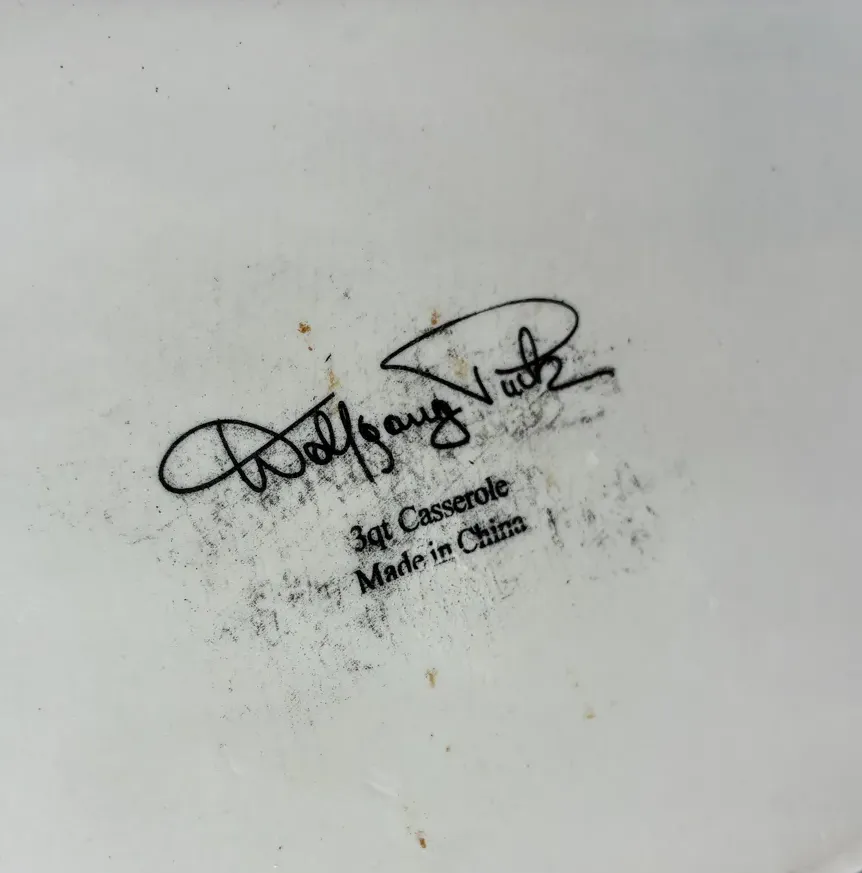 Wolfgang Puck
3qt Casserole
Made in China